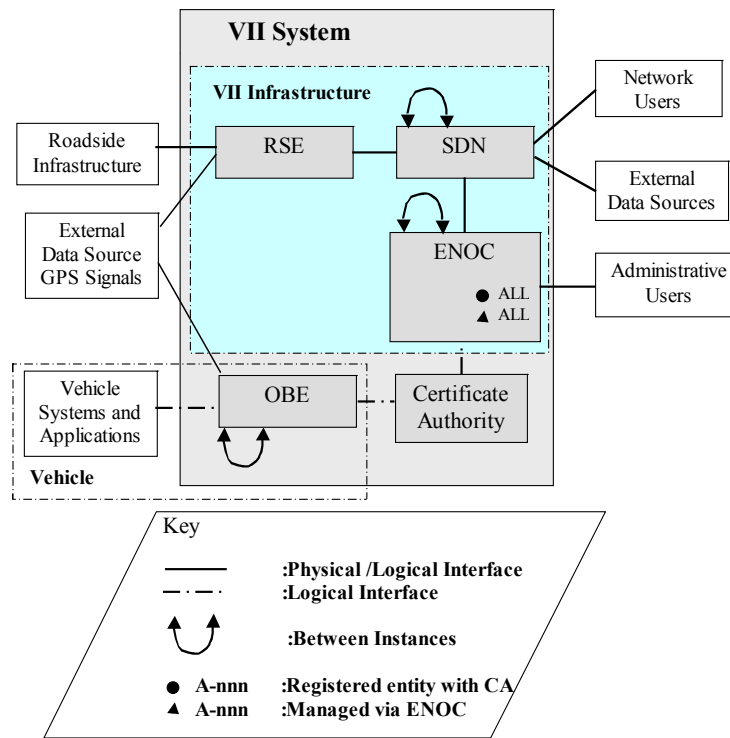 VII System
VII Infrastructure
Roadside
Infrastructure
RSE
SDN
Network
Users
External
Data Sources
External
Data Source
GPS Signals
ENOC
ALL
ALL
Administrative
Users
Vehicle
Systems and
Applications
OBE
Certificate
Authority
Vehicle
Key
:Physical /Logical Interface
:Logical Interface
:Between Instances
A-nnn :Registered entity with CA
A-nnn :Managed via ENOC